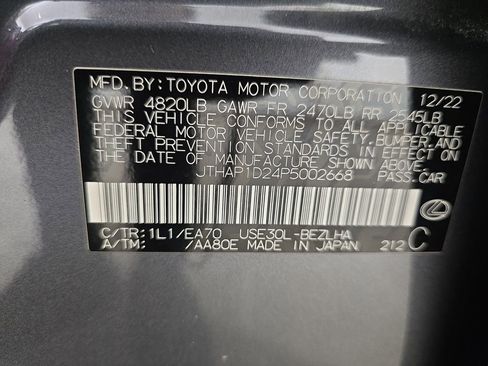 MFD.BY:TOYOTA MOTOR CORPORATION 12/22
GVWR 4820LB GAWR FR 2470LB RR 2545LB
THIS VEHICLE CONFORMS TO ALL APPLICABLE
FEDERAL MOTOR VEHICLE SAFETY, BUMPER, AND
THEFT PREVENTION STANDARDS IN EFFECT ON
THE DATE OF MANUFACTURE SHOWN ABOVE.
JTHAP1D24P5002668 PASS.CAR
C/TR:1L1/EA70 USE30L-BEZLHA
A/TM: /AA80E MADE IN JAPAN 212 C